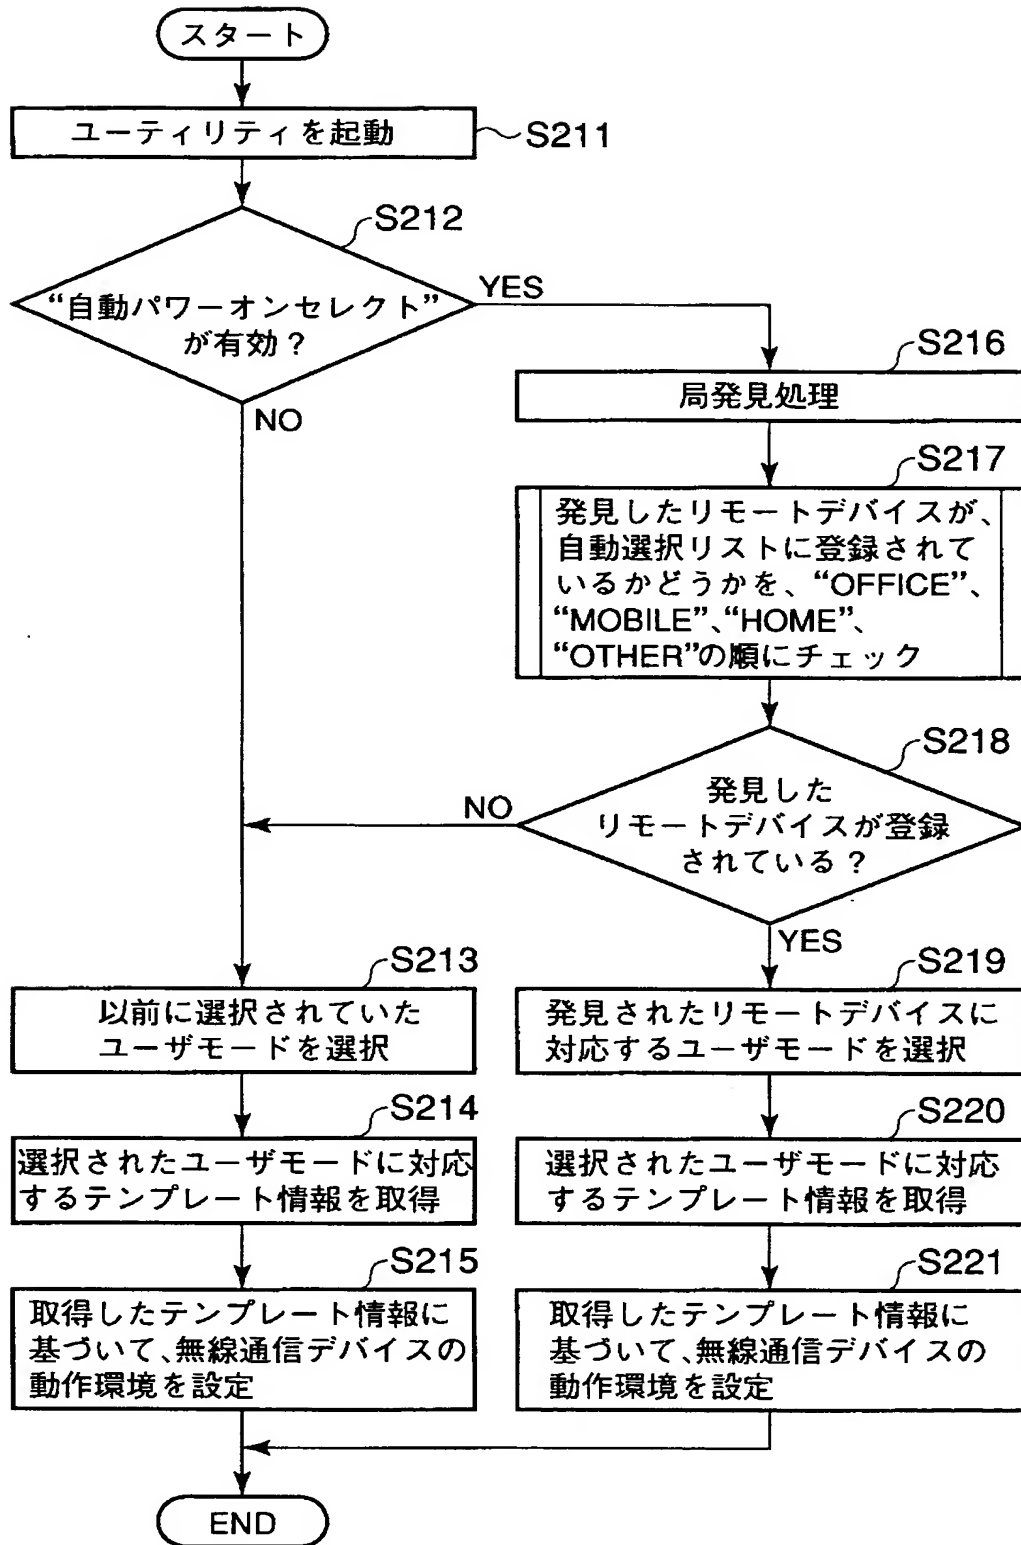 スタート
ユーティリティを起動
S211
S212
“自動パワーオンセレクト”
が有効？
YES
NO
S216
局発見処理
S217
発見したリモートデバイスが、
自動選択リストに登録されて
いるかどうかを、“OFFICE”、
“MOBILE”、“HOME”、
“OTHER”の順にチェック
S218
発見した
リモートデバイスが登録
されている？
NO
YES
S213
以前に選択されていた
ユーザモードを選択
S219
発見されたリモートデバイスに
対応するユーザモードを選択
S214
選択されたユーザモードに対応
するテンプレート情報を取得
S220
選択されたユーザモードに対応
するテンプレート情報を取得
S215
取得したテンプレート情報に
基づいて、無線通信デバイスの
動作環境を設定
S221
取得したテンプレート情報に
基づいて、無線通信デバイスの
動作環境を設定
END